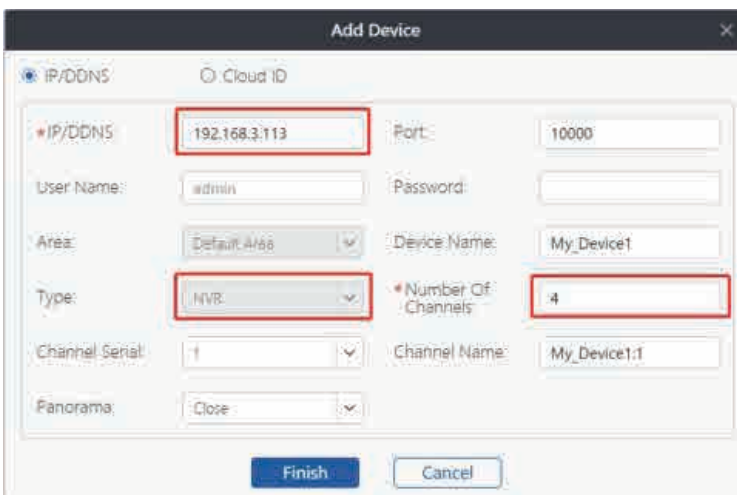 Add Device
IP/DDNS Cloud ID
*IP/DDNS: 192.168.3.113 Port: 10000
User Name: admin Password:
Area: Default Area Device Name: My_Device1
Type: NVR *Number Of Channels: 4
Channel Serial: 1 Channel Name: My_Device1:1
Panorama: Close
Finish Cancel